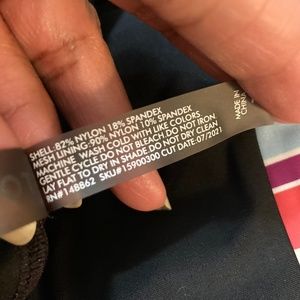 SHELL: 82% NYLON 18% SPANDEX
MESH LINING: 90% NYLON 10% SPANDEX
MACHINE WASH COLD WITH LIKE COLORS
GENTLE CYCLE DO NOT BLEACH.DO NOT IRON
LAY FLAT TO DRY IN SHADE.DO NOT DRY CLEAN
RN#148862 SKU#15900300 CUT DATE:07/2021
MADE IN
CHINA